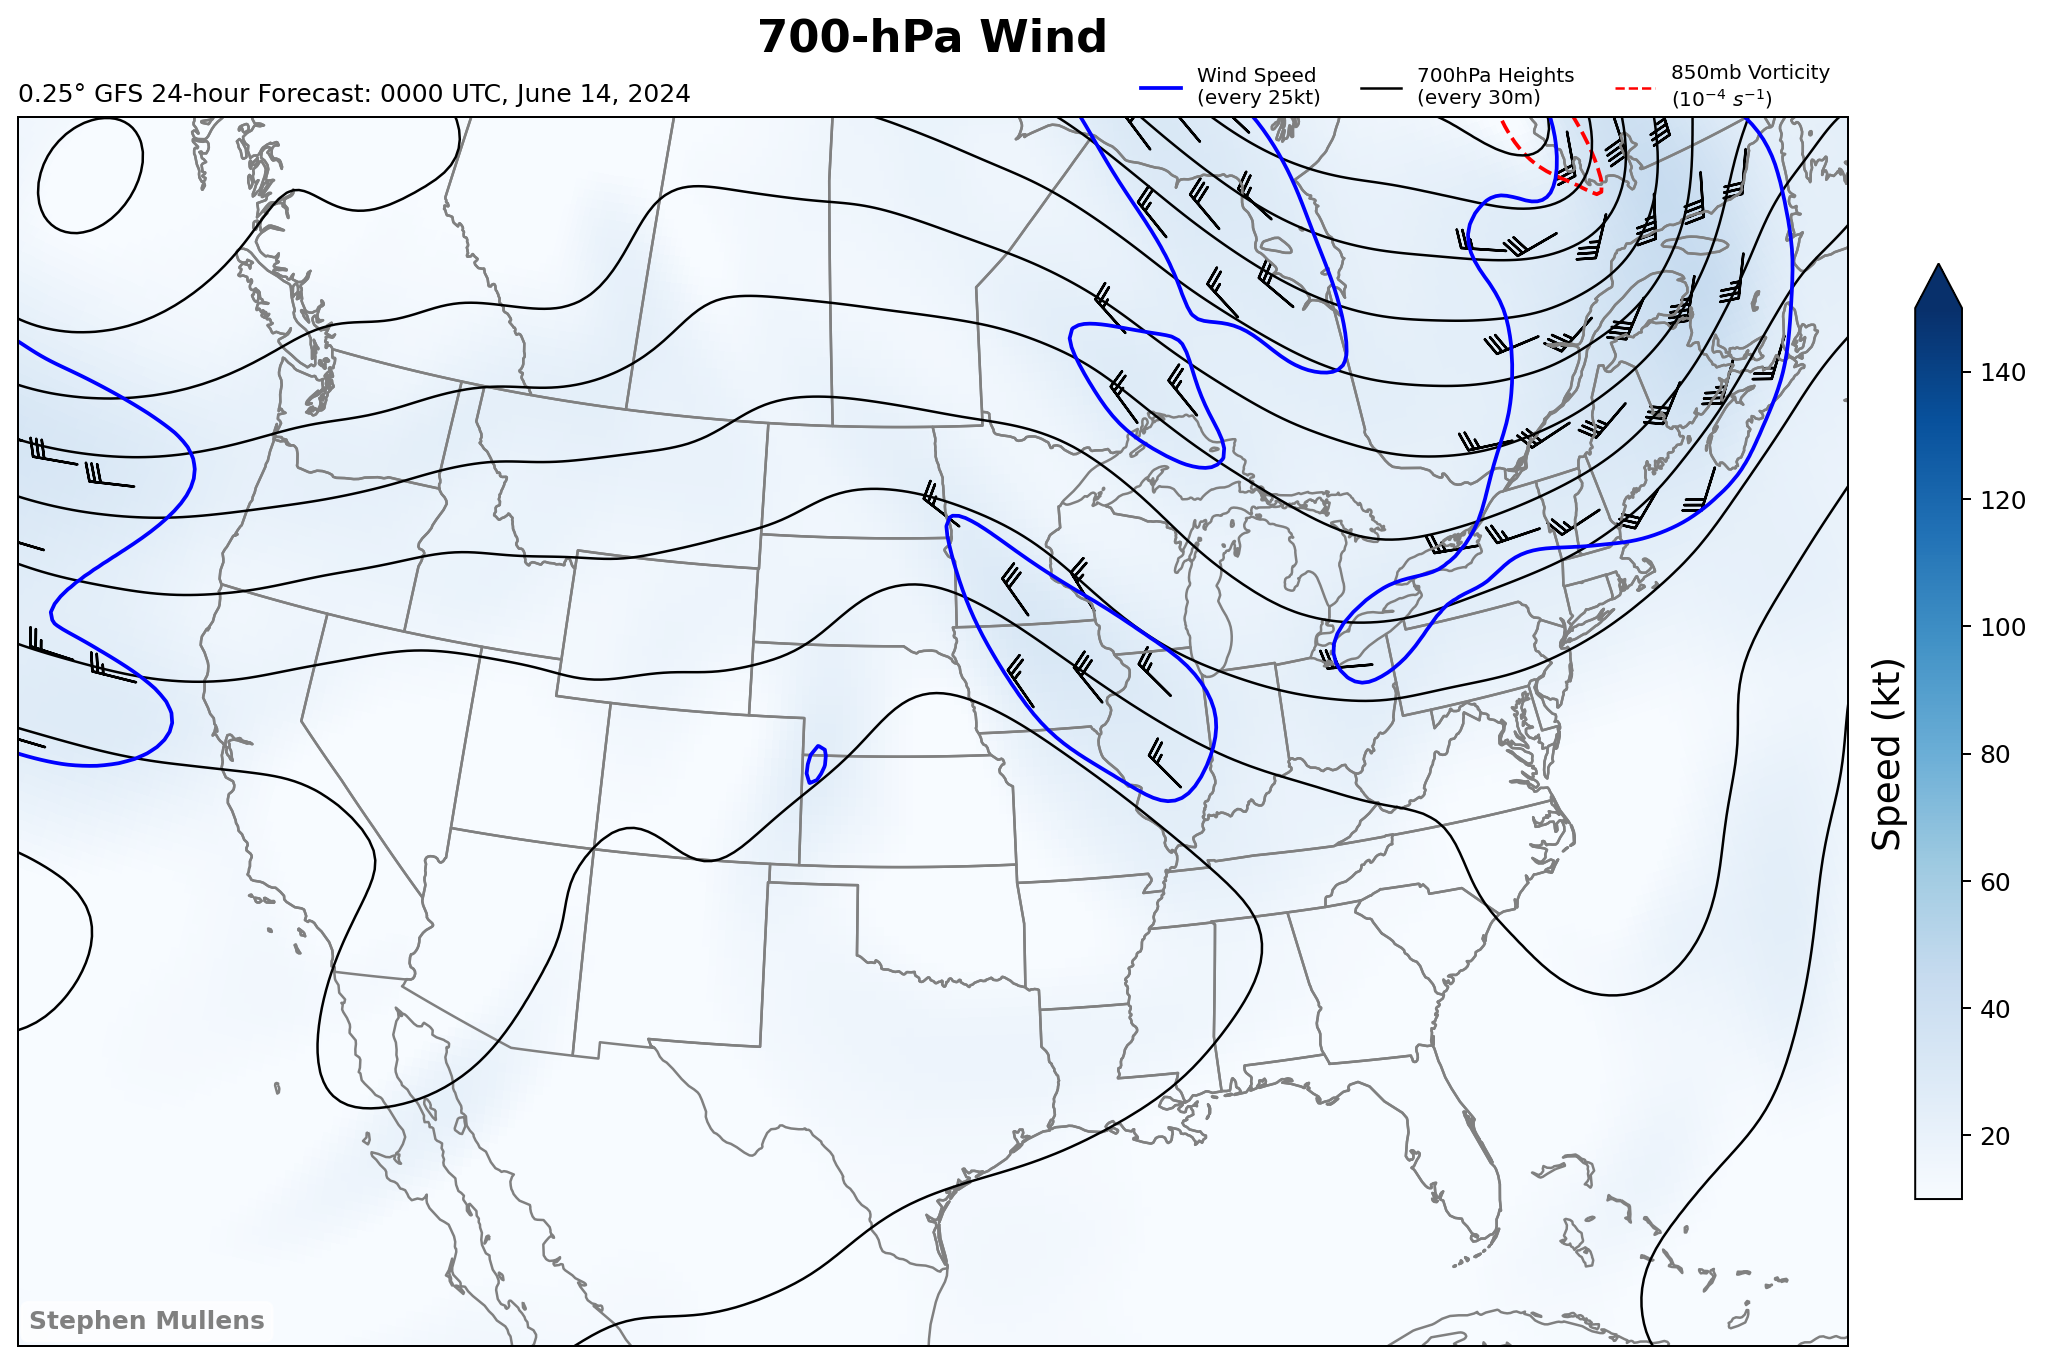 700-hPa Wind
0.25° GFS 24-hour Forecast: 0000 UTC, June 14, 2024
Wind Speed
(every 25kt)
700hPa Heights
(every 30m)
850mb Vorticity
(10⁻⁴ s⁻¹)
140
120
100
80
60
40
20
Speed (kt)
Stephen Mullens